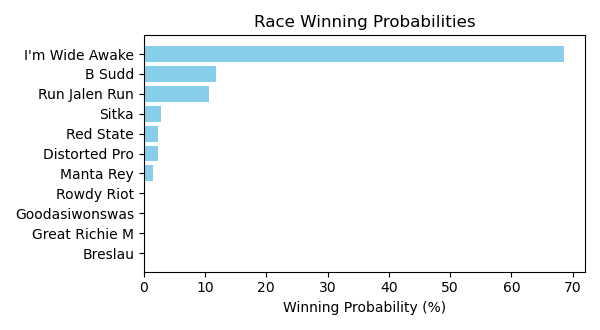 Race Winning Probabilities
I'm Wide Awake
B Sudd
Run Jalen Run
Sitka
Red State
Distorted Pro
Manta Rey
Rowdy Riot
Goodasiwonswas
Great Richie M
Breslau
0 10 20 30 40 50 60 70
Winning Probability (%)